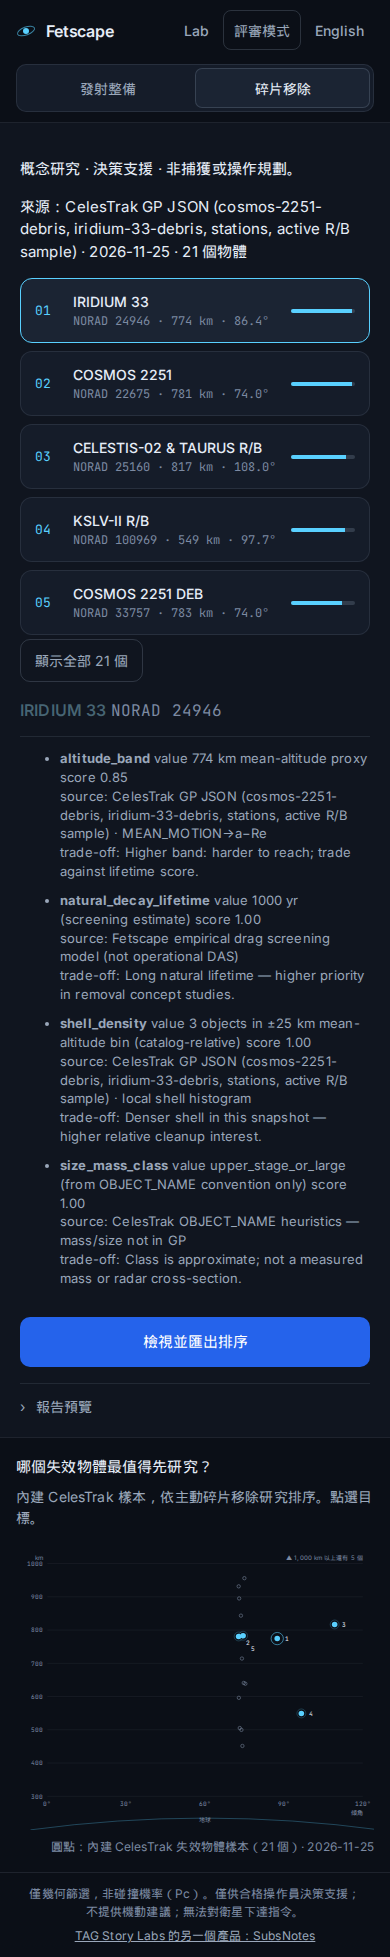 Fetscape
Lab
評審模式
English
發射整備
碎片移除
概念研究 · 決策支援 · 非捕獲或操作規劃。
來源：CelesTrak GP JSON (cosmos-2251-
debris, iridium-33-debris, stations, active R/B
sample) · 2026-11-25 · 21 個物體
01
IRIDIUM 33
NORAD 24946 · 774 km · 86.4°
02
COSMOS 2251
NORAD 22675 · 781 km · 74.0°
03
CELESTIS-02 & TAURUS R/B
NORAD 25160 · 817 km · 108.0°
04
KSLV-II R/B
NORAD 100969 · 549 km · 97.7°
05
COSMOS 2251 DEB
NORAD 33757 · 783 km · 74.0°
顯示全部 21 個
IRIDIUM 33 NORAD 24946
• altitude_band value 774 km mean-altitude proxy
score 0.85
source: CelesTrak GP JSON (cosmos-2251-
debris, iridium-33-debris, stations, active R/B
sample) · MEAN_MOTION→a−Re
trade-off: Higher band: harder to reach; trade
against lifetime score.
• natural_decay_lifetime value 1000 yr
(screening estimate) score 1.00
source: Fetscape empirical drag screening
model (not operational DAS)
trade-off: Long natural lifetime — higher priority
in removal concept studies.
• shell_density value 3 objects in ±25 km mean-
altitude bin (catalog-relative) score 1.00
source: CelesTrak GP JSON (cosmos-2251-
debris, iridium-33-debris, stations, active R/B
sample) · local shell histogram
trade-off: Denser shell in this snapshot —
higher relative cleanup interest.
• size_mass_class value upper_stage_or_large
(from OBJECT_NAME convention only) score
1.00
source: CelesTrak OBJECT_NAME heuristics —
mass/size not in GP
trade-off: Class is approximate; not a measured
mass or radar cross-section.
檢視並匯出排序
› 報告預覽
哪個失效物體最值得先研究？
內建 CelesTrak 樣本，依主動碎片移除研究排序。點選目
標。
km
▲ 1,000 km 以上還有 5 個
1000
900
800
700
600
500
400
300
3
1
2
5
4
0°
30°
60°
90°
120°
傾角
地球
圓點：內建 CelesTrak 失效物體樣本（21 個）· 2026-11-25
僅幾何篩選，非碰撞機率（Pc）。僅供合格操作員決策支援；
不提供機動建議；無法對衛星下達指令。
TAG Story Labs 的另一個產品：SubsNotes